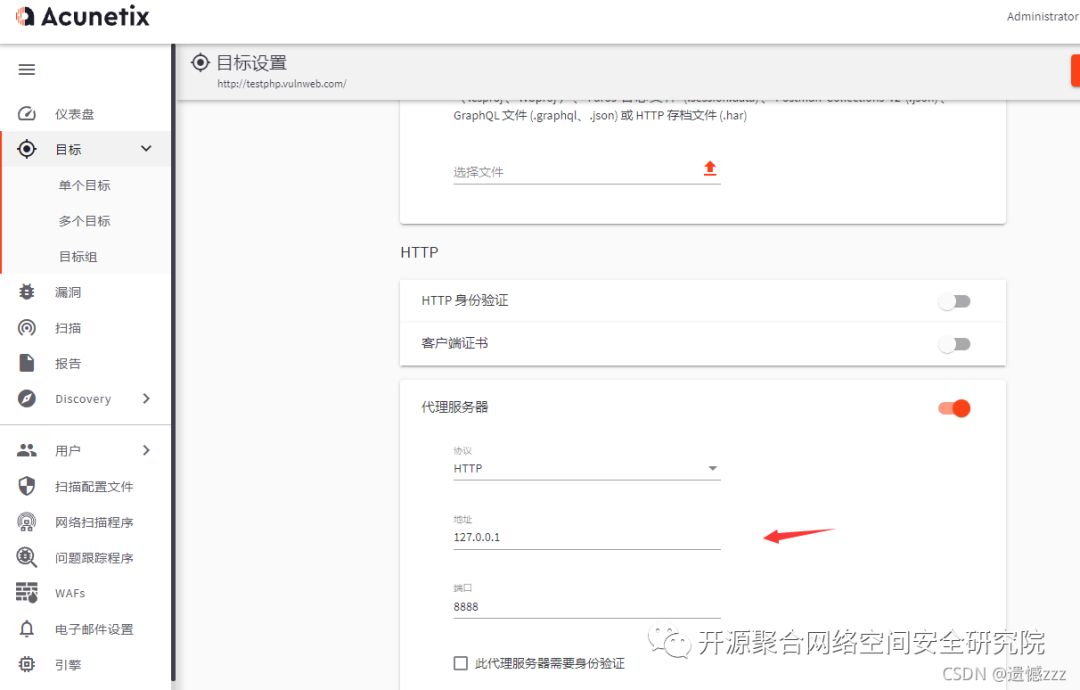 Acunetix
Administrator
目标设置
http://testphp.vulnweb.com/
仪表盘
目标
单个目标
多个目标
目标组
漏洞
扫描
报告
Discovery
用户
扫描配置文件
网络扫描程序
问题跟踪程序
WAFs
电子邮件设置
引擎
GraphQL 文件 (.graphql、.json) 或 HTTP 存档文件 (.har)
选择文件
HTTP
HTTP 身份验证
客户端证书
代理服务器
协议
HTTP
地址
127.0.0.1
端口
8888
此代理服务器需要身份验证
开源聚合网络空间安全研究院
CSDN @遗憾zzz